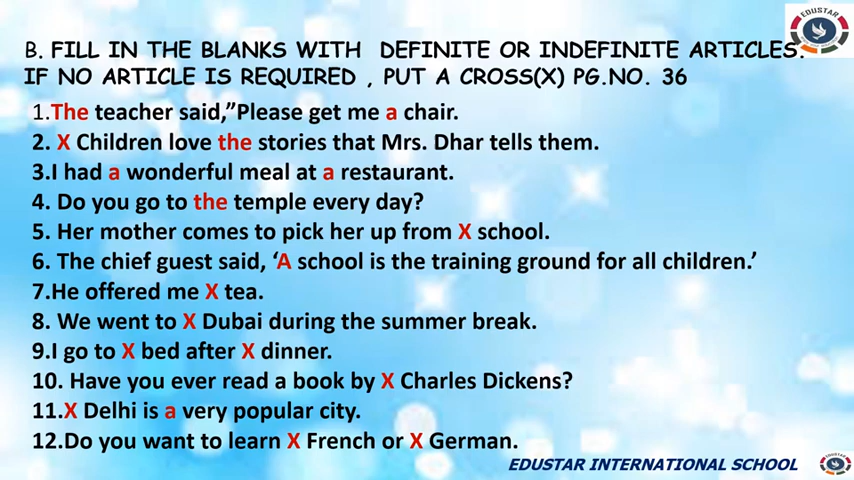 B. FILL IN THE BLANKS WITH DEFINITE OR INDEFINITE ARTICLES.
IF NO ARTICLE IS REQUIRED , PUT A CROSS(X) PG.NO. 36
1.The teacher said,”Please get me a chair.
2. X Children love the stories that Mrs. Dhar tells them.
3.I had a wonderful meal at a restaurant.
4. Do you go to the temple every day?
5. Her mother comes to pick her up from X school.
6. The chief guest said, ‘A school is the training ground for all children.’
7.He offered me X tea.
8. We went to X Dubai during the summer break.
9.I go to X bed after X dinner.
10. Have you ever read a book by X Charles Dickens?
11.X Delhi is a very popular city.
12.Do you want to learn X French or X German.
EDUSTAR INTERNATIONAL SCHOOL
EDUSTAR